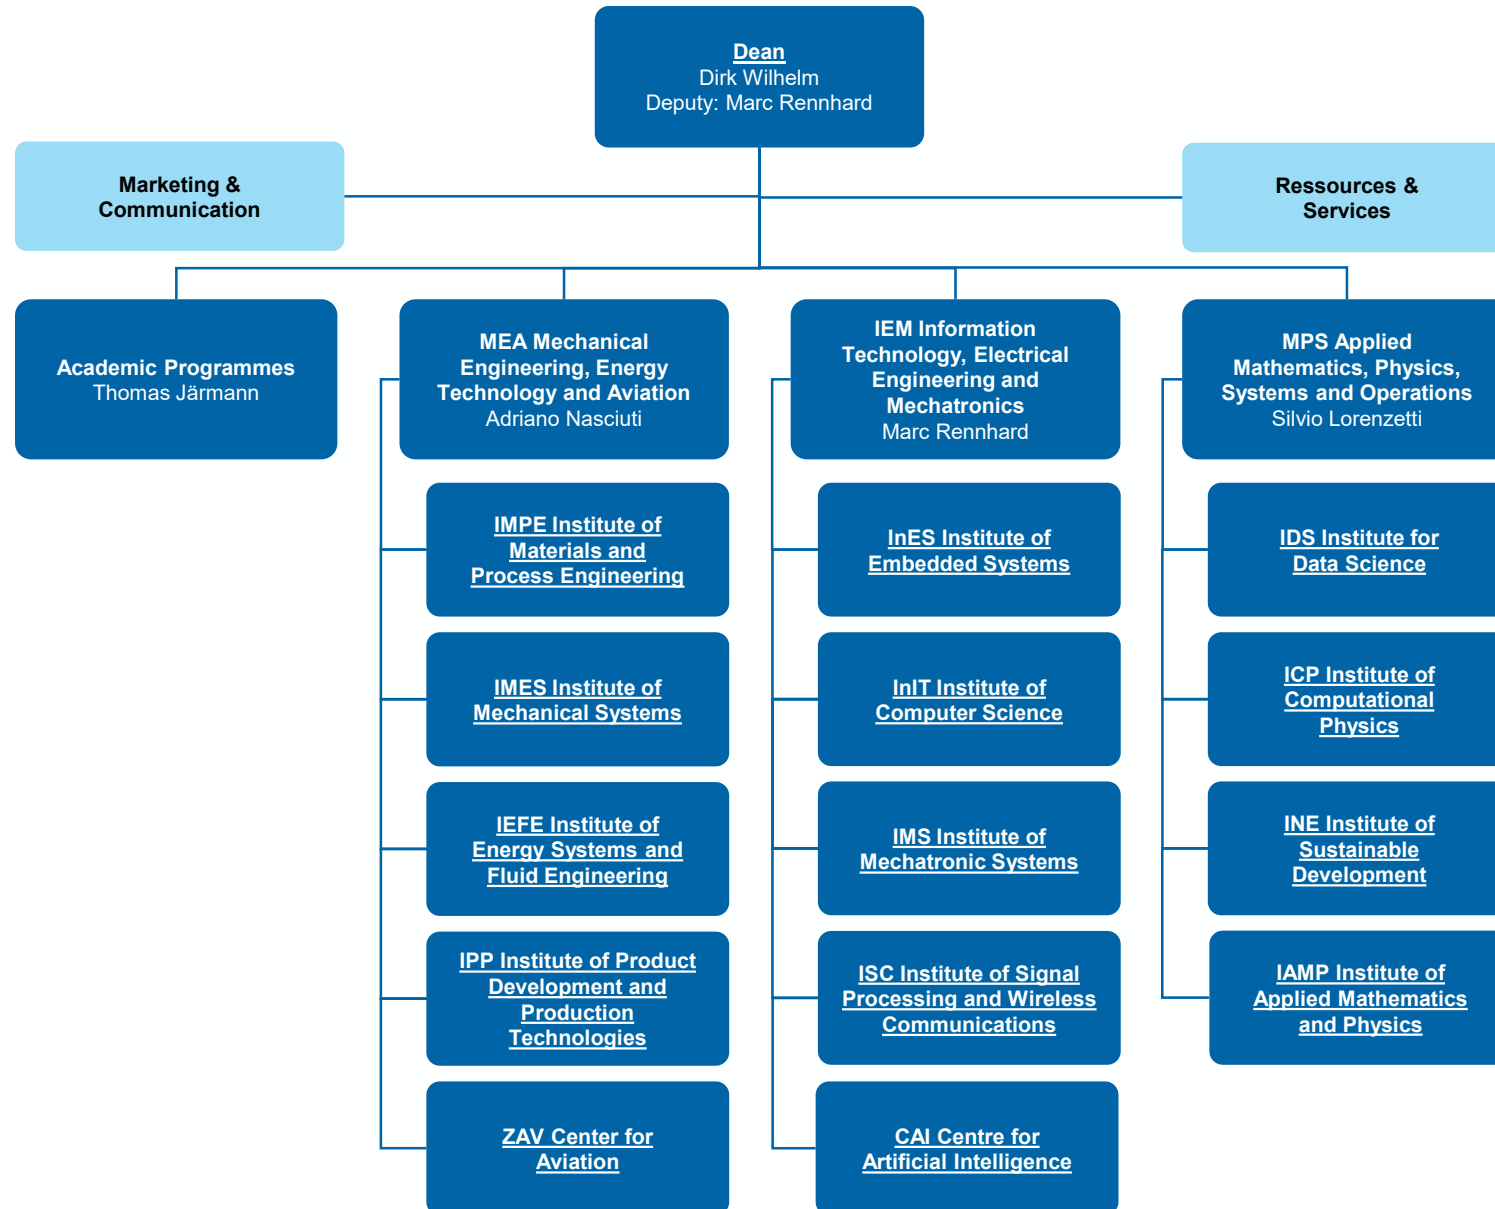 Dean
Dirk Wilhelm
Deputy: Marc Rennhard
Marketing &
Communication
Ressources &
Services
Academic Programmes
Thomas Järmann
MEA Mechanical
Engineering, Energy
Technology and Aviation
Adriano Nasciuti
IMPE Institute of
Materials and
Process Engineering
IMES Institute of
Mechanical Systems
IEFE Institute of
Energy Systems and
Fluid Engineering
IPP Institute of Product
Development and
Production
Technologies
ZAV Center for
Aviation
IEM Information
Technology, Electrical
Engineering and
Mechatronics
Marc Rennhard
InES Institute of
Embedded Systems
InIT Institute of
Computer Science
IMS Institute of
Mechatronic Systems
ISC Institute of Signal
Processing and Wireless
Communications
CAI Centre for
Artificial Intelligence
MPS Applied
Mathematics, Physics,
Systems and Operations
Silvio Lorenzetti
IDS Institute for
Data Science
ICP Institute of
Computational
Physics
INE Institute of
Sustainable
Development
IAMP Institute of
Applied Mathematics
and Physics